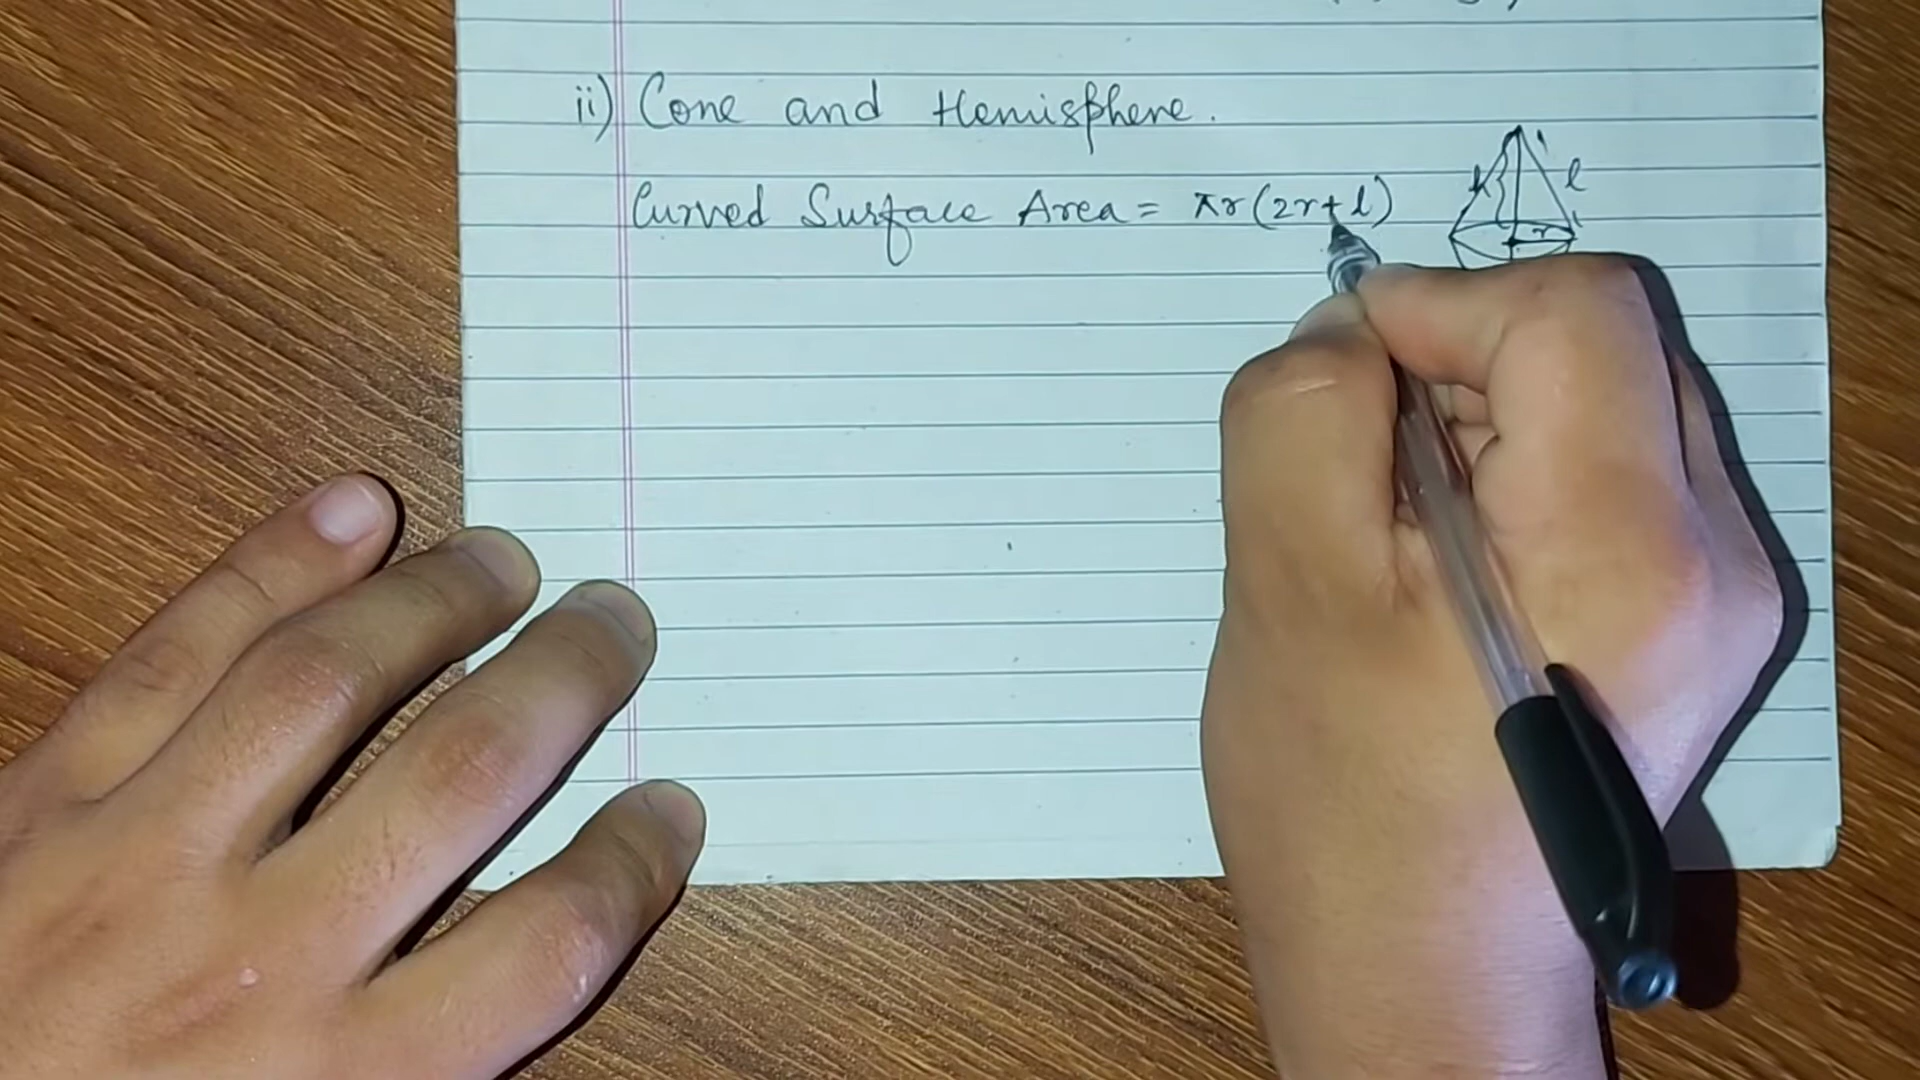 ii) Cone and Hemisphere.
Curved Surface Area = πr(2r+l)
h
l
r